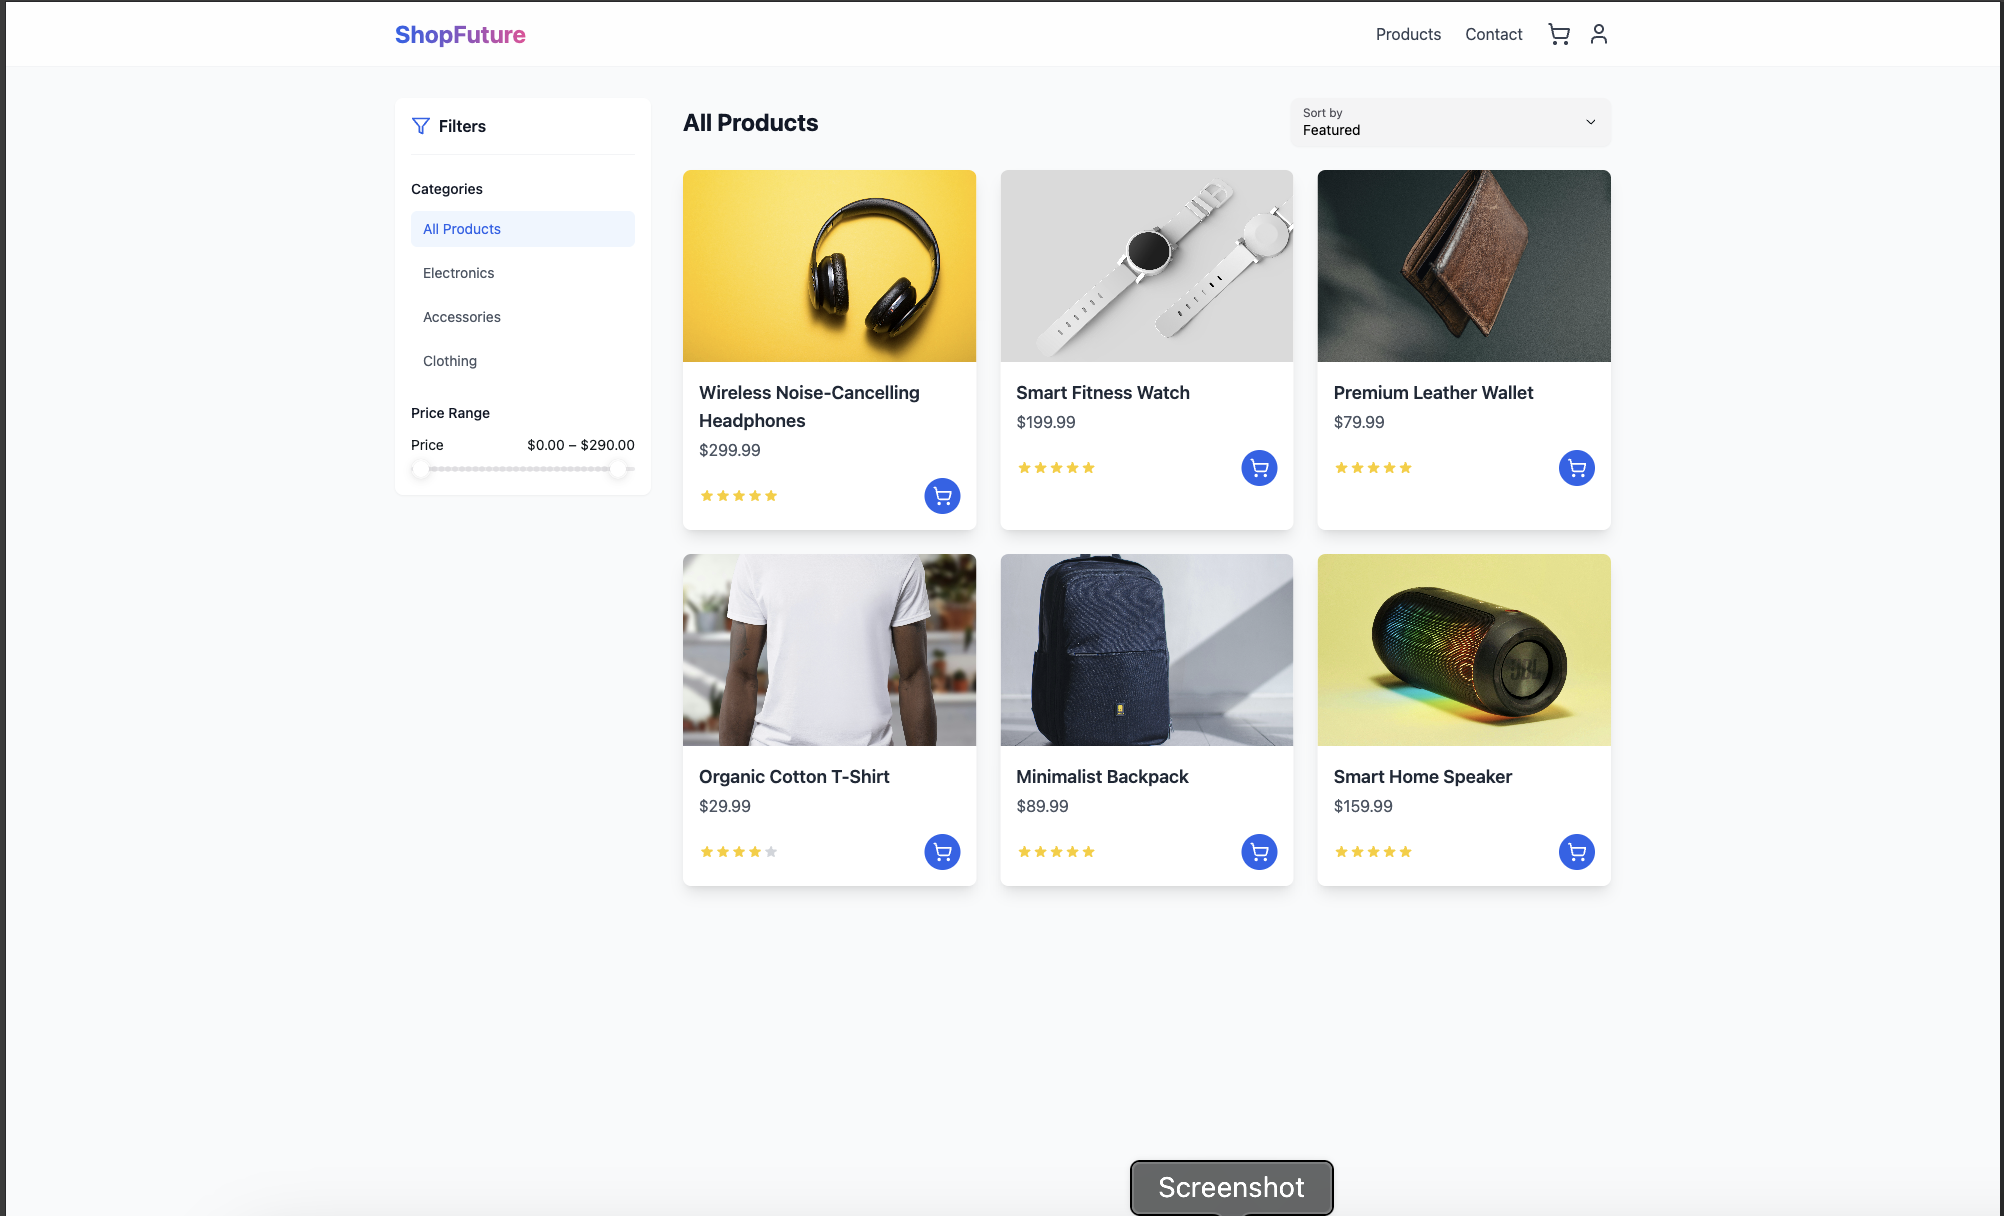 ShopFuture
Products
Contact
Filters
Categories
All Products
Electronics
Accessories
Clothing
Price Range
Price
$0.00 – $290.00
All Products
Sort by
Featured
Wireless Noise-Cancelling
Headphones
$299.99
Smart Fitness Watch
$199.99
Premium Leather Wallet
$79.99
Organic Cotton T-Shirt
$29.99
Minimalist Backpack
$89.99
JBL
Smart Home Speaker
$159.99
Screenshot